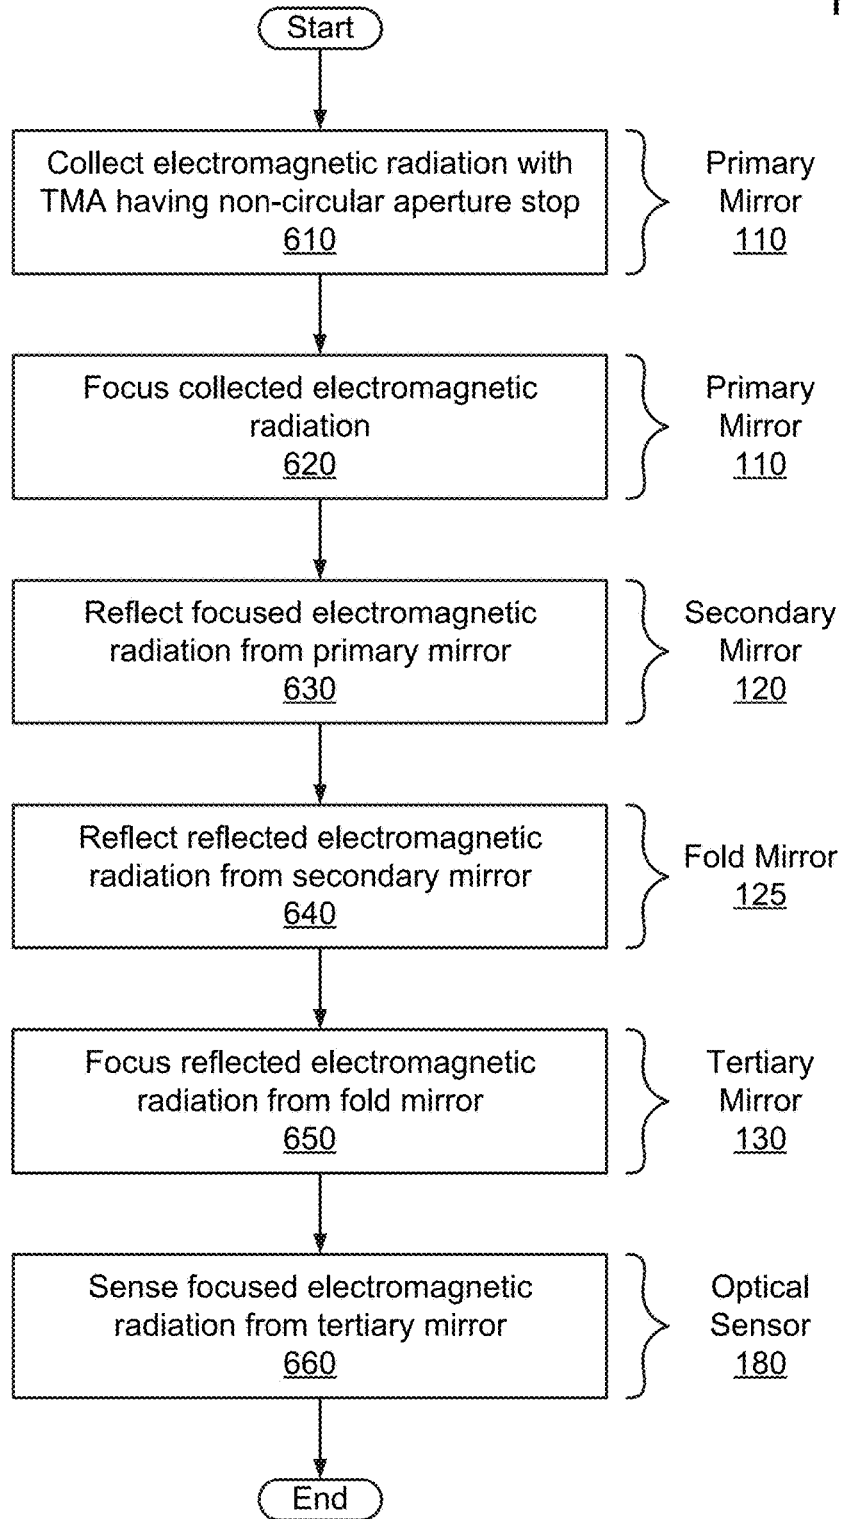 Start
Collect electromagnetic radiation with
TMA having non-circular aperture stop
610
Primary
Mirror
110
Focus collected electromagnetic
radiation
620
Primary
Mirror
110
Reflect focused electromagnetic
radiation from primary mirror
630
Secondary
Mirror
120
Reflect reflected electromagnetic
radiation from secondary mirror
640
Fold Mirror
125
Focus reflected electromagnetic
radiation from fold mirror
650
Tertiary
Mirror
130
Sense focused electromagnetic
radiation from tertiary mirror
660
Optical
Sensor
180
End